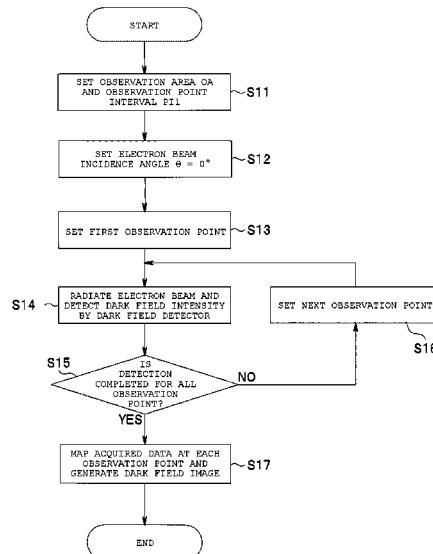 START
SET OBSERVATION AREA OA
AND OBSERVATION POINT
INTERVAL PI1
S11
SET ELECTRON BEAM
INCIDENCE ANGLE θ = 0°
S12
SET FIRST OBSERVATION POINT
S13
S14
RADIATE ELECTRON BEAM AND
DETECT DARK FIELD INTENSITY
BY DARK FIELD DETECTOR
SET NEXT OBSERVATION POINT
S16
S15
IS
DETECTION
COMPLETED FOR ALL
OBSERVATION
POINT?
NO
YES
MAP ACQUIRED DATA AT EACH
OBSERVATION POINT AND
GENERATE DARK FIELD IMAGE
S17
END